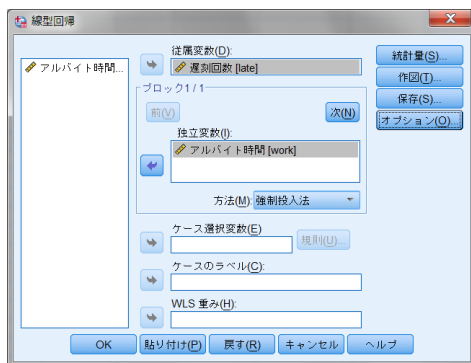 線型回帰
アルバイト時間...
従属変数(D):
遅刻回数 [late]
ブロック1 / 1
前(V)
次(N)
独立変数(I):
アルバイト時間 [work]
方法(M): 強制投入法
ケース選択変数(E)
規則(U)...
ケースのラベル(C):
WLS 重み(H):
統計量(S)...
作図(T)...
保存(S)...
オプション(O)...
OK
貼り付け(P)
戻す(R)
キャンセル
ヘルプ